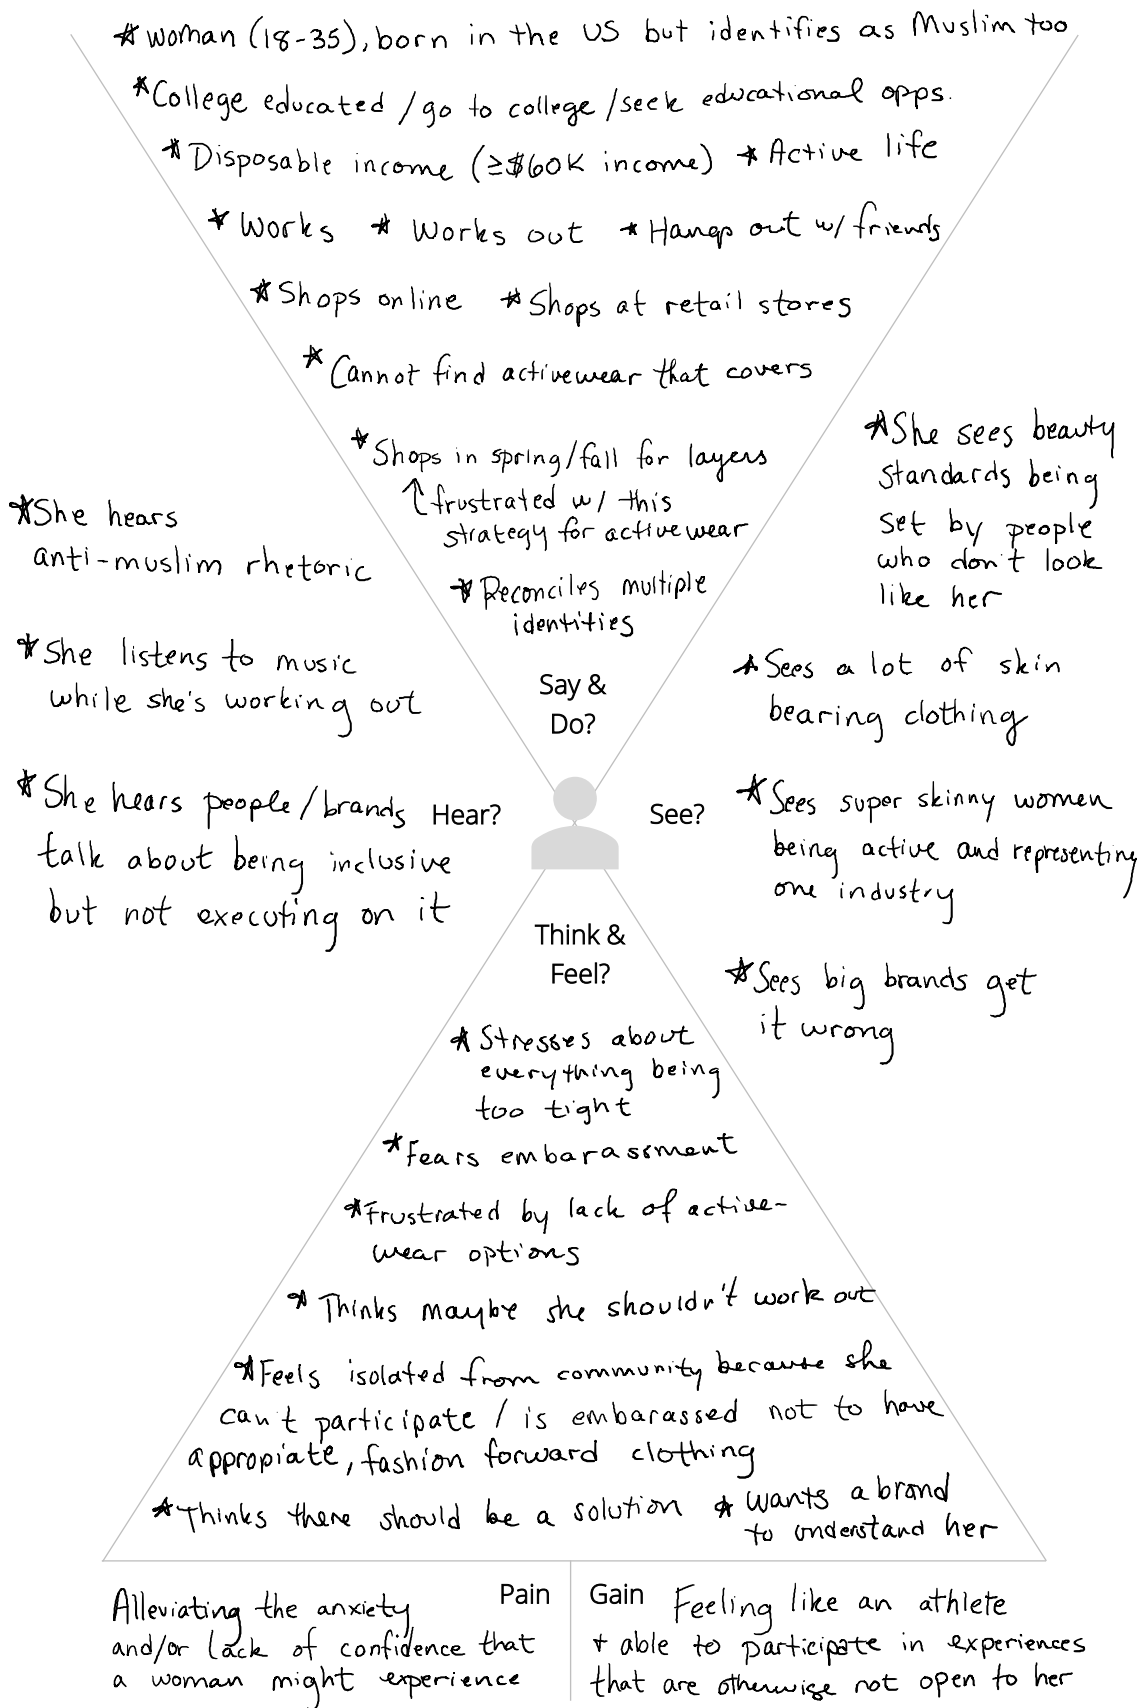 * woman (18-35), born in the US but identifies as Muslim too
* College educated / go to college / seek educational opps.
* Disposable income (≥$60K income) * Active life
* Works * Works out * Hangs out w/ friends
* Shops online * Shops at retail stores
* Cannot find activewear that covers
* Shops in spring/fall for layers
↑ frustrated w/ this
strategy for activewear
* Reconciles multiple
identities
Say &
Do?
* She hears
anti-muslim rhetoric
* She listens to music
while she's working out
* She hears people/brands
talk about being inclusive
but not executing on it
Hear?
See?
* She sees beauty
standards being
set by people
who don't look
like her
* Sees a lot of skin
bearing clothing
* Sees super skinny women
being active and representing
one industry
* Sees big brands get
it wrong
Think &
Feel?
* Stresses about
everything being
too tight
* Fears embarassment
* Frustrated by lack of active-
wear options
* Thinks maybe she shouldn't work out
* Feels isolated from community because she
can't participate / is embarassed not to have
appropiate, fashion forward clothing
* Thinks there should be a solution * wants a brand
to understand her
Pain
Alleviating the anxiety
and/or lack of confidence that
a woman might experience
Gain
Feeling like an athlete
+ able to participate in experiences
that are otherwise not open to her